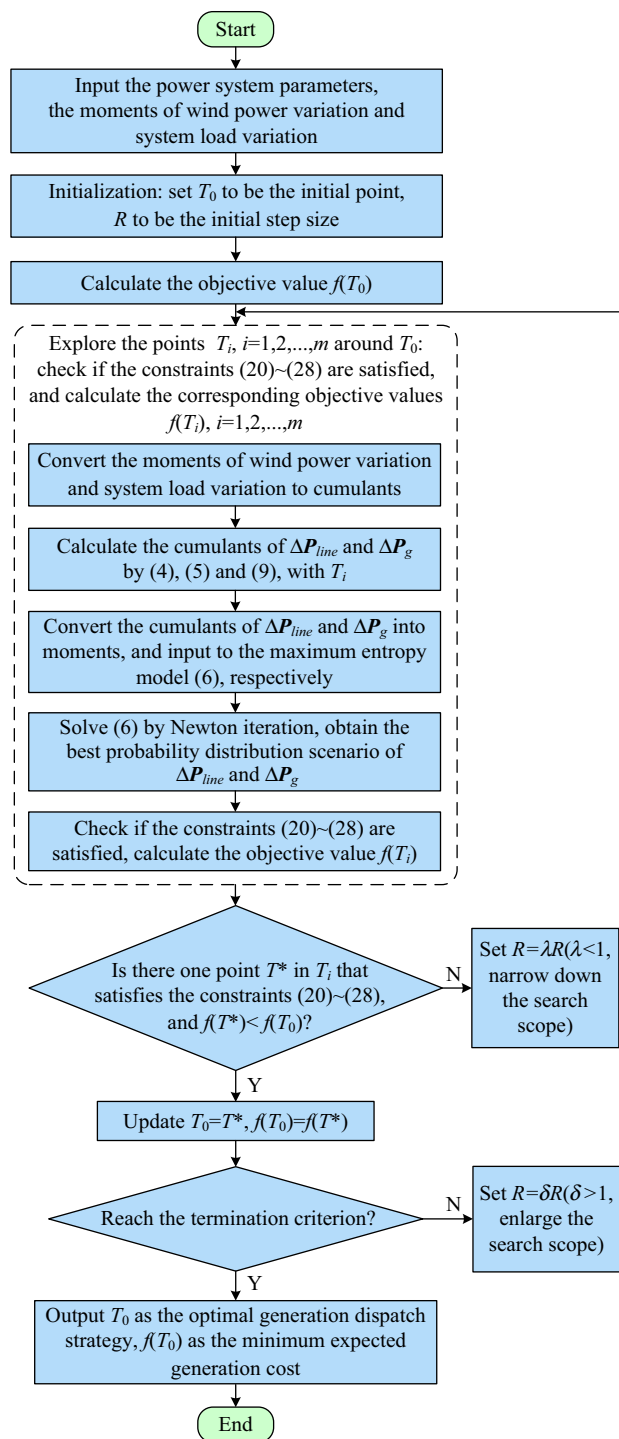 Start
Input the power system parameters,
the moments of wind power variation and
system load variation
Initialization: set T₀ to be the initial point,
R to be the initial step size
Calculate the objective value f(T₀)
Explore the points Tᵢ, i=1,2,...,m around T₀:
check if the constraints (20)~(28) are satisfied,
and calculate the corresponding objective values
f(Tᵢ), i=1,2,...,m
Convert the moments of wind power variation
and system load variation to cumulants
Calculate the cumulants of ΔP_line and ΔP_g
by (4), (5) and (9), with Tᵢ
Convert the cumulants of ΔP_line and ΔP_g into
moments, and input to the maximum entropy
model (6), respectively
Solve (6) by Newton iteration, obtain the
best probability distribution scenario of
ΔP_line and ΔP_g
Check if the constraints (20)~(28) are
satisfied, calculate the objective value f(Tᵢ)
Is there one point T* in Tᵢ that
satisfies the constraints (20)~(28),
and f(T*)< f(T₀)?
N
Set R=λR(λ<1,
narrow down
the search
scope)
Y
Update T₀=T*, f(T₀)=f(T*)
Reach the termination criterion?
N
Set R=δR(δ>1,
enlarge the
search scope)
Y
Output T₀ as the optimal generation dispatch
strategy, f(T₀) as the minimum expected
generation cost
End